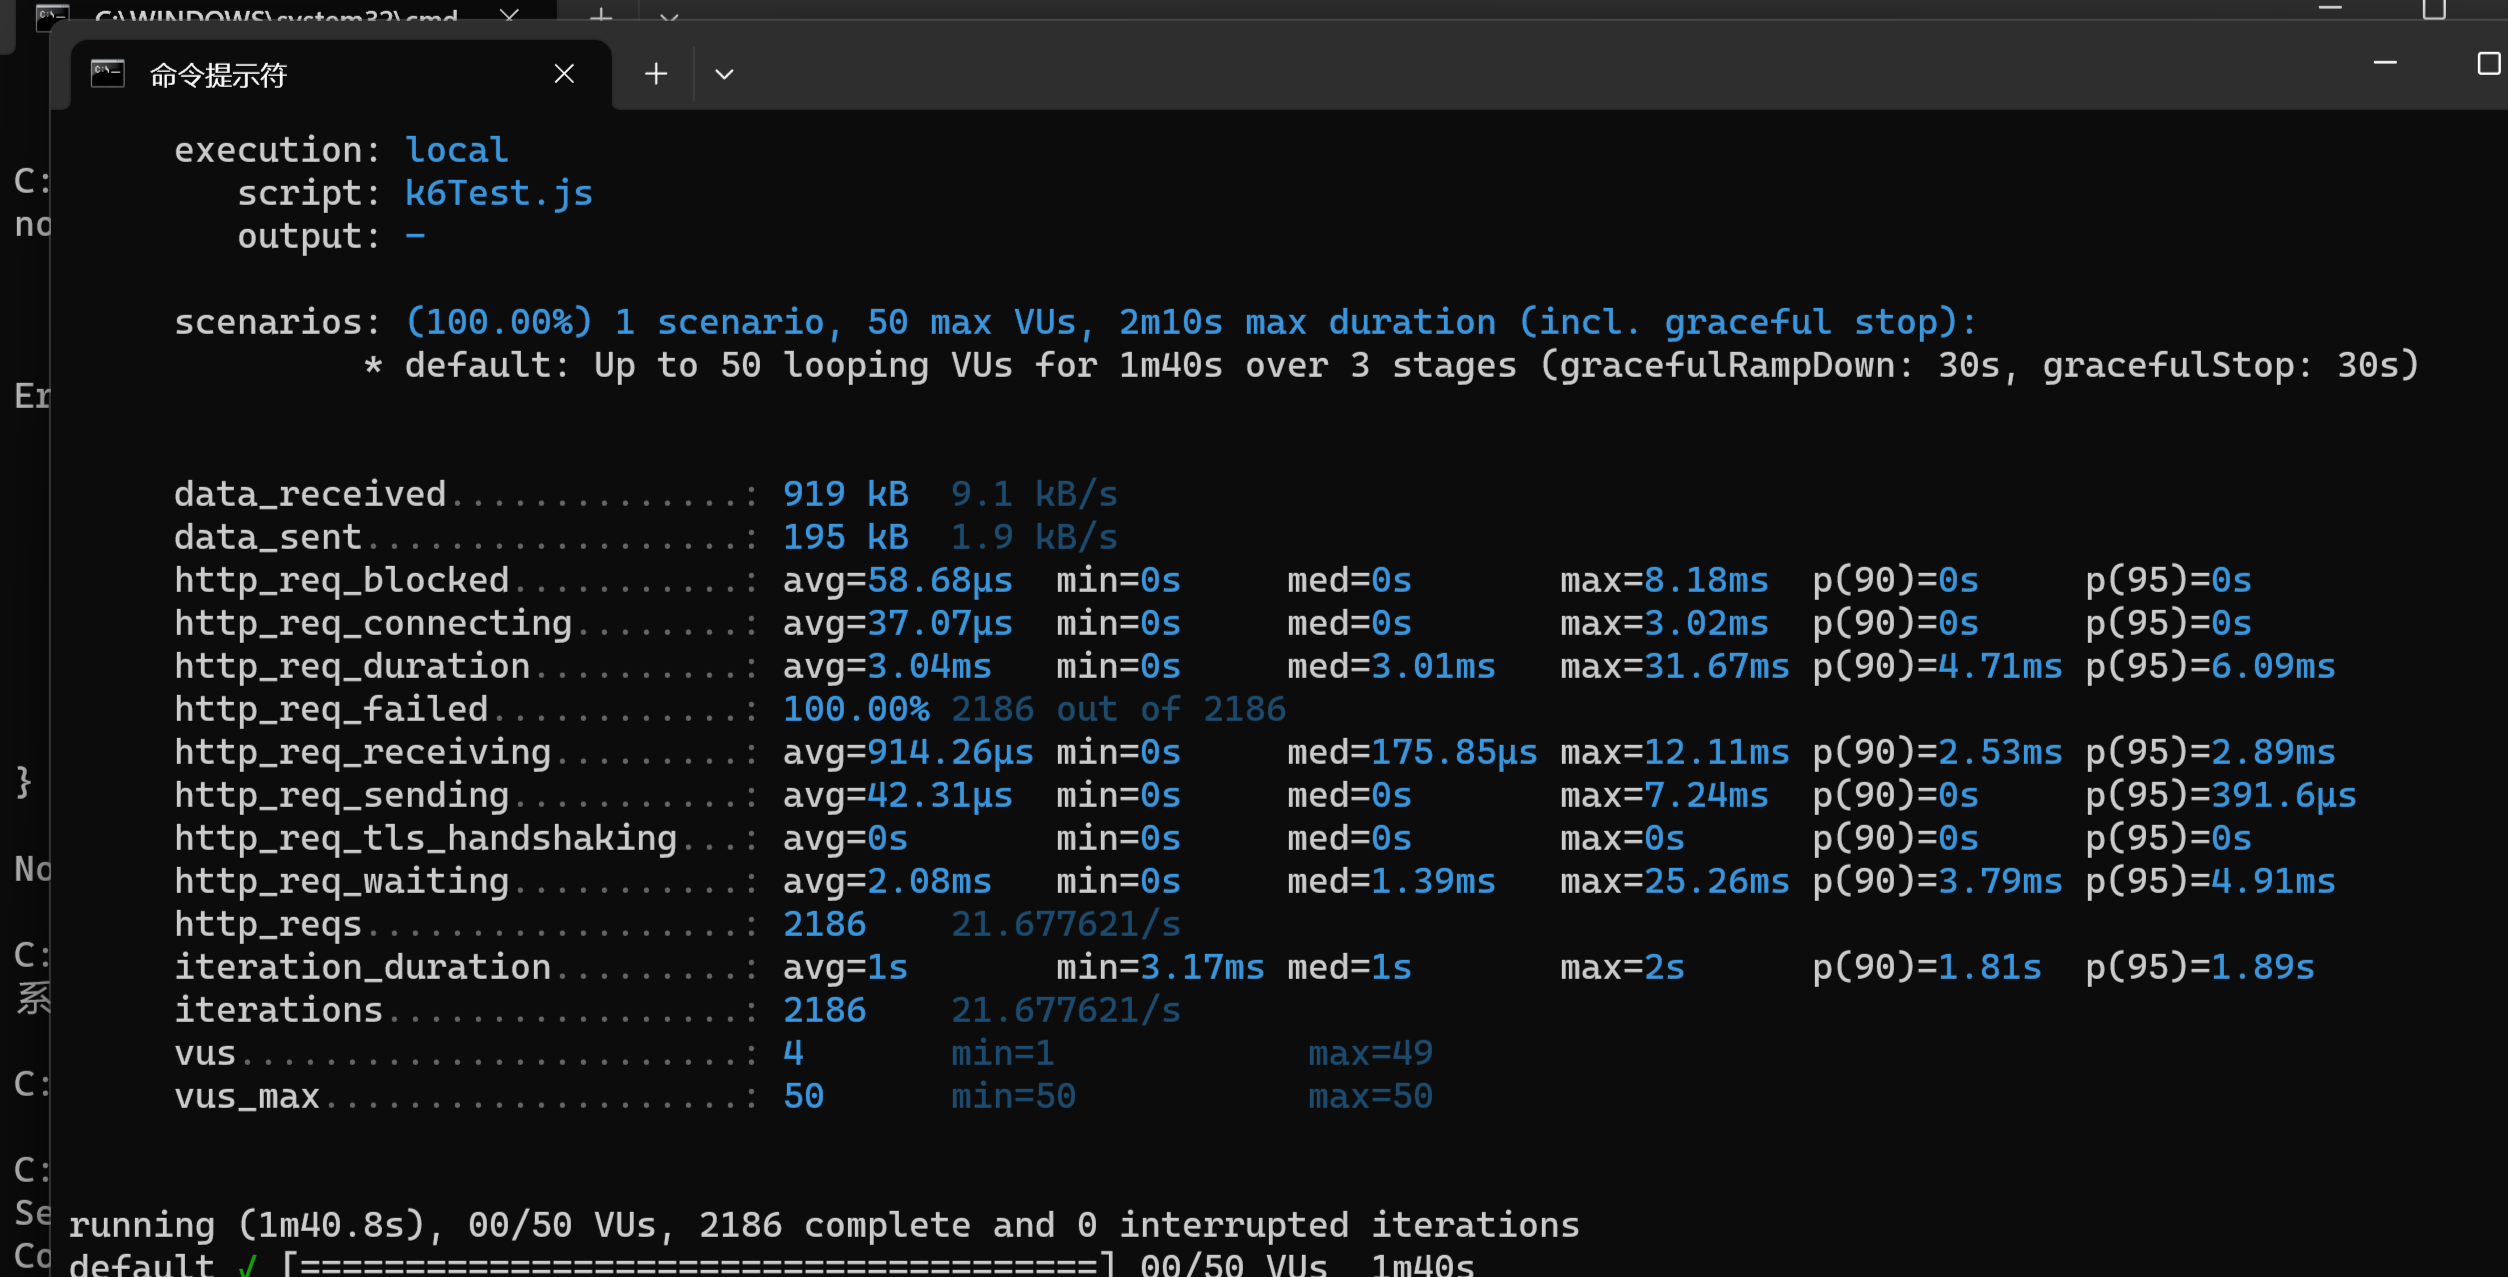 C:\WINDOWS\system32\cmd
命令提示符
execution: local
script: k6Test.js
output: -
scenarios: (100.00%) 1 scenario, 50 max VUs, 2m10s max duration (incl. graceful stop):
* default: Up to 50 looping VUs for 1m40s over 3 stages (gracefulRampDown: 30s, gracefulStop: 30s)
data_received..............: 919 kB 9.1 kB/s
data_sent..................: 195 kB 1.9 kB/s
http_req_blocked...........: avg=58.68µs min=0s med=0s max=8.18ms p(90)=0s p(95)=0s
http_req_connecting........: avg=37.07µs min=0s med=0s max=3.02ms p(90)=0s p(95)=0s
http_req_duration..........: avg=3.04ms min=0s med=3.01ms max=31.67ms p(90)=4.71ms p(95)=6.09ms
http_req_failed............: 100.00% 2186 out of 2186
http_req_receiving.........: avg=914.26µs min=0s med=175.85µs max=12.11ms p(90)=2.53ms p(95)=2.89ms
http_req_sending...........: avg=42.31µs min=0s med=0s max=7.24ms p(90)=0s p(95)=391.6µs
http_req_tls_handshaking...: avg=0s min=0s med=0s max=0s p(90)=0s p(95)=0s
http_req_waiting...........: avg=2.08ms min=0s med=1.39ms max=25.26ms p(90)=3.79ms p(95)=4.91ms
http_reqs..................: 2186 21.677621/s
iteration_duration.........: avg=1s min=3.17ms med=1s max=2s p(90)=1.81s p(95)=1.89s
iterations.................: 2186 21.677621/s
vus........................: 4 min=1 max=49
vus_max....................: 50 min=50 max=50
running (1m40.8s), 00/50 VUs, 2186 complete and 0 interrupted iterations
default ✓ [======================================] 00/50 VUs 1m40s
C:
no
Er
}
No
C:
系
C:
C:
Se
Co